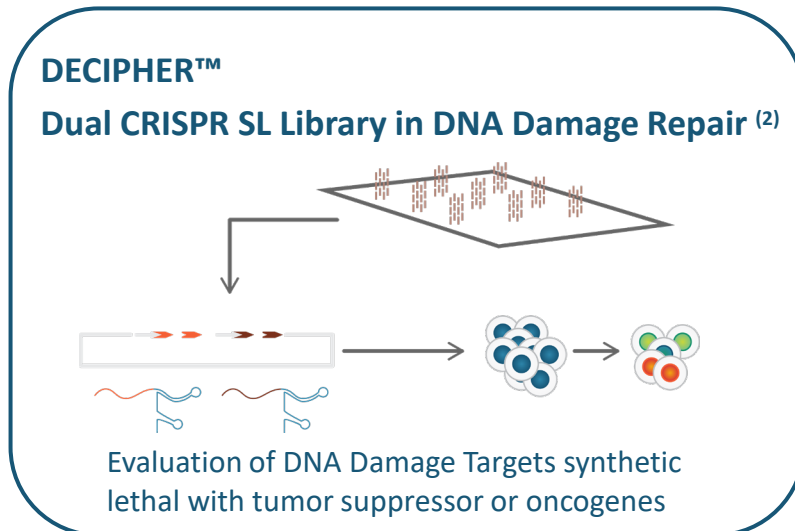 DECIPHER™
Dual CRISPR SL Library in DNA Damage Repair (2)
Evaluation of DNA Damage Targets synthetic
lethal with tumor suppressor or oncogenes